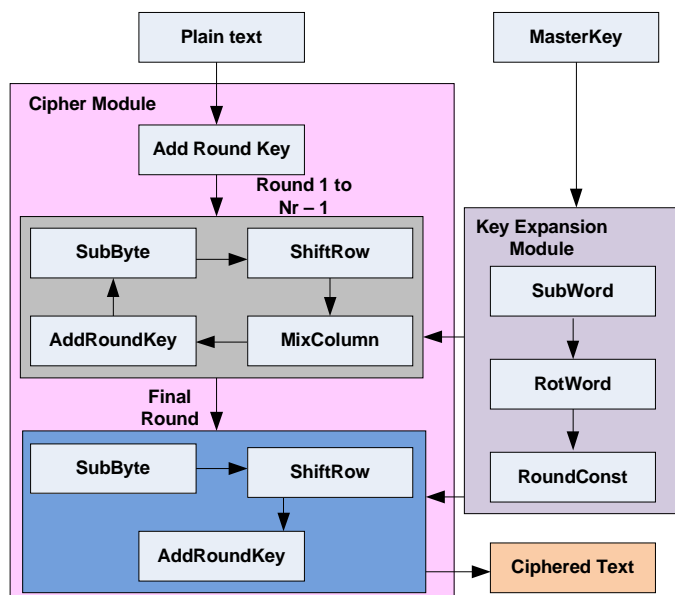 Plain text
MasterKey
Cipher Module
Add Round Key
Round 1 to
Nr – 1
SubByte
ShiftRow
AddRoundKey
MixColumn
Key Expansion
Module
SubWord
RotWord
RoundConst
Final
Round
SubByte
ShiftRow
AddRoundKey
Ciphered Text